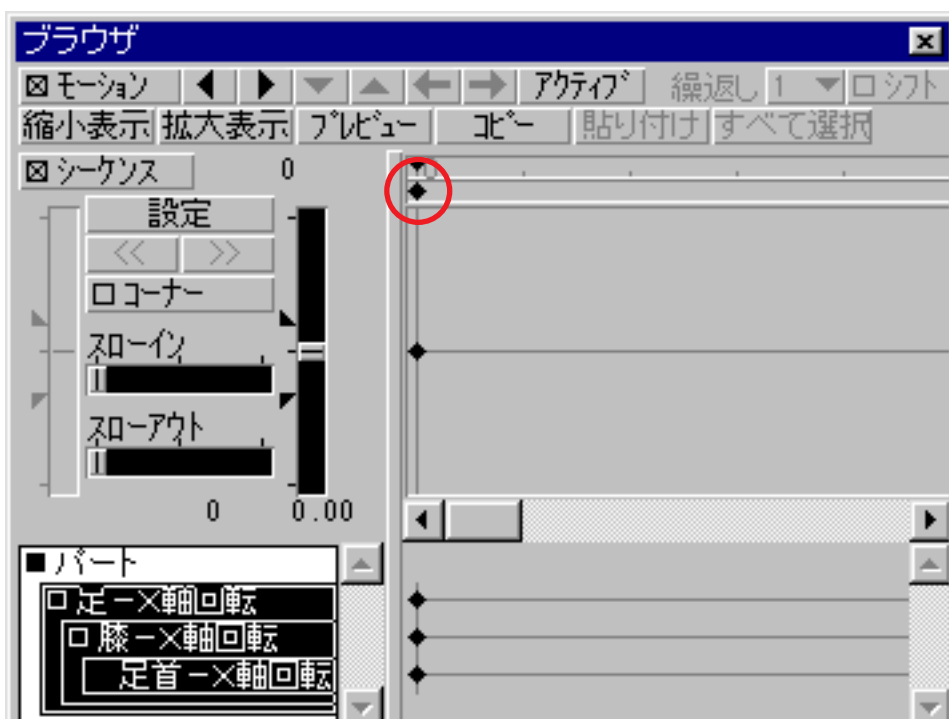 ブラウザ
モーション アクティブ 繰返し 1 シフト
縮小表示 拡大表示 プレビュー コピー 貼り付け すべて選択
シーケンス 0 0
設定
<< >>
コーナー
スローイン
スローアウト
0 0.00
パート
足－X軸回転
膝－X軸回転
足首－X軸回転